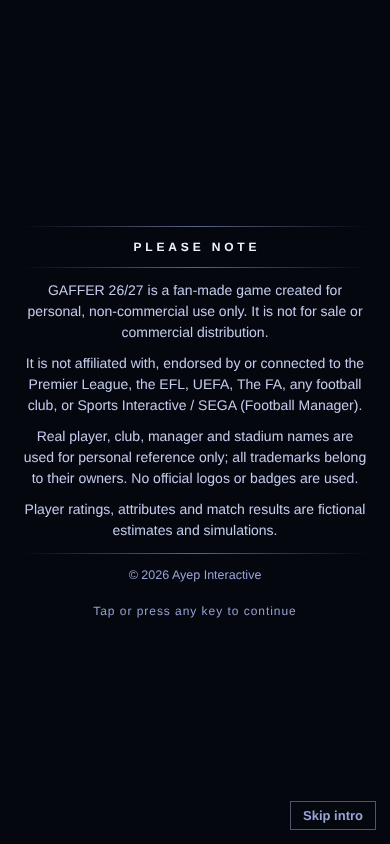 PLEASE NOTE
GAFFER 26/27 is a fan-made game created for
personal, non-commercial use only. It is not for sale or
commercial distribution.
It is not affiliated with, endorsed by or connected to the
Premier League, the EFL, UEFA, The FA, any football
club, or Sports Interactive / SEGA (Football Manager).
Real player, club, manager and stadium names are
used for personal reference only; all trademarks belong
to their owners. No official logos or badges are used.
Player ratings, attributes and match results are fictional
estimates and simulations.
© 2026 Ayep Interactive
Tap or press any key to continue
Skip intro